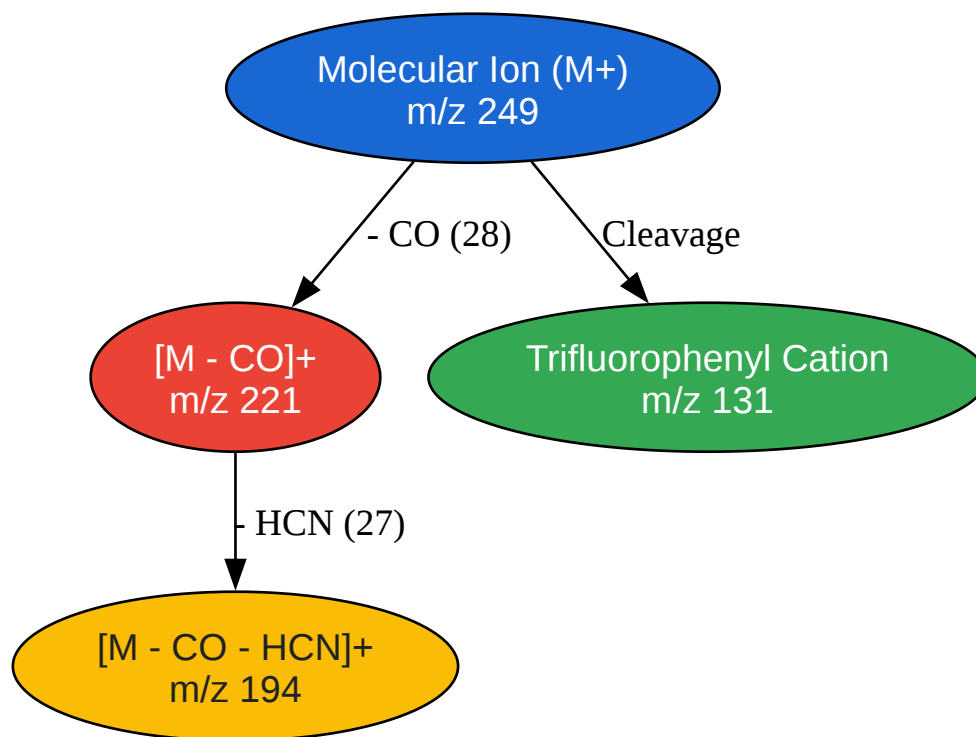 Molecular Ion (M+)
m/z 249
- CO (28)
Cleavage
[M - CO]+
m/z 221
Trifluorophenyl Cation
m/z 131
- HCN (27)
[M - CO - HCN]+
m/z 194